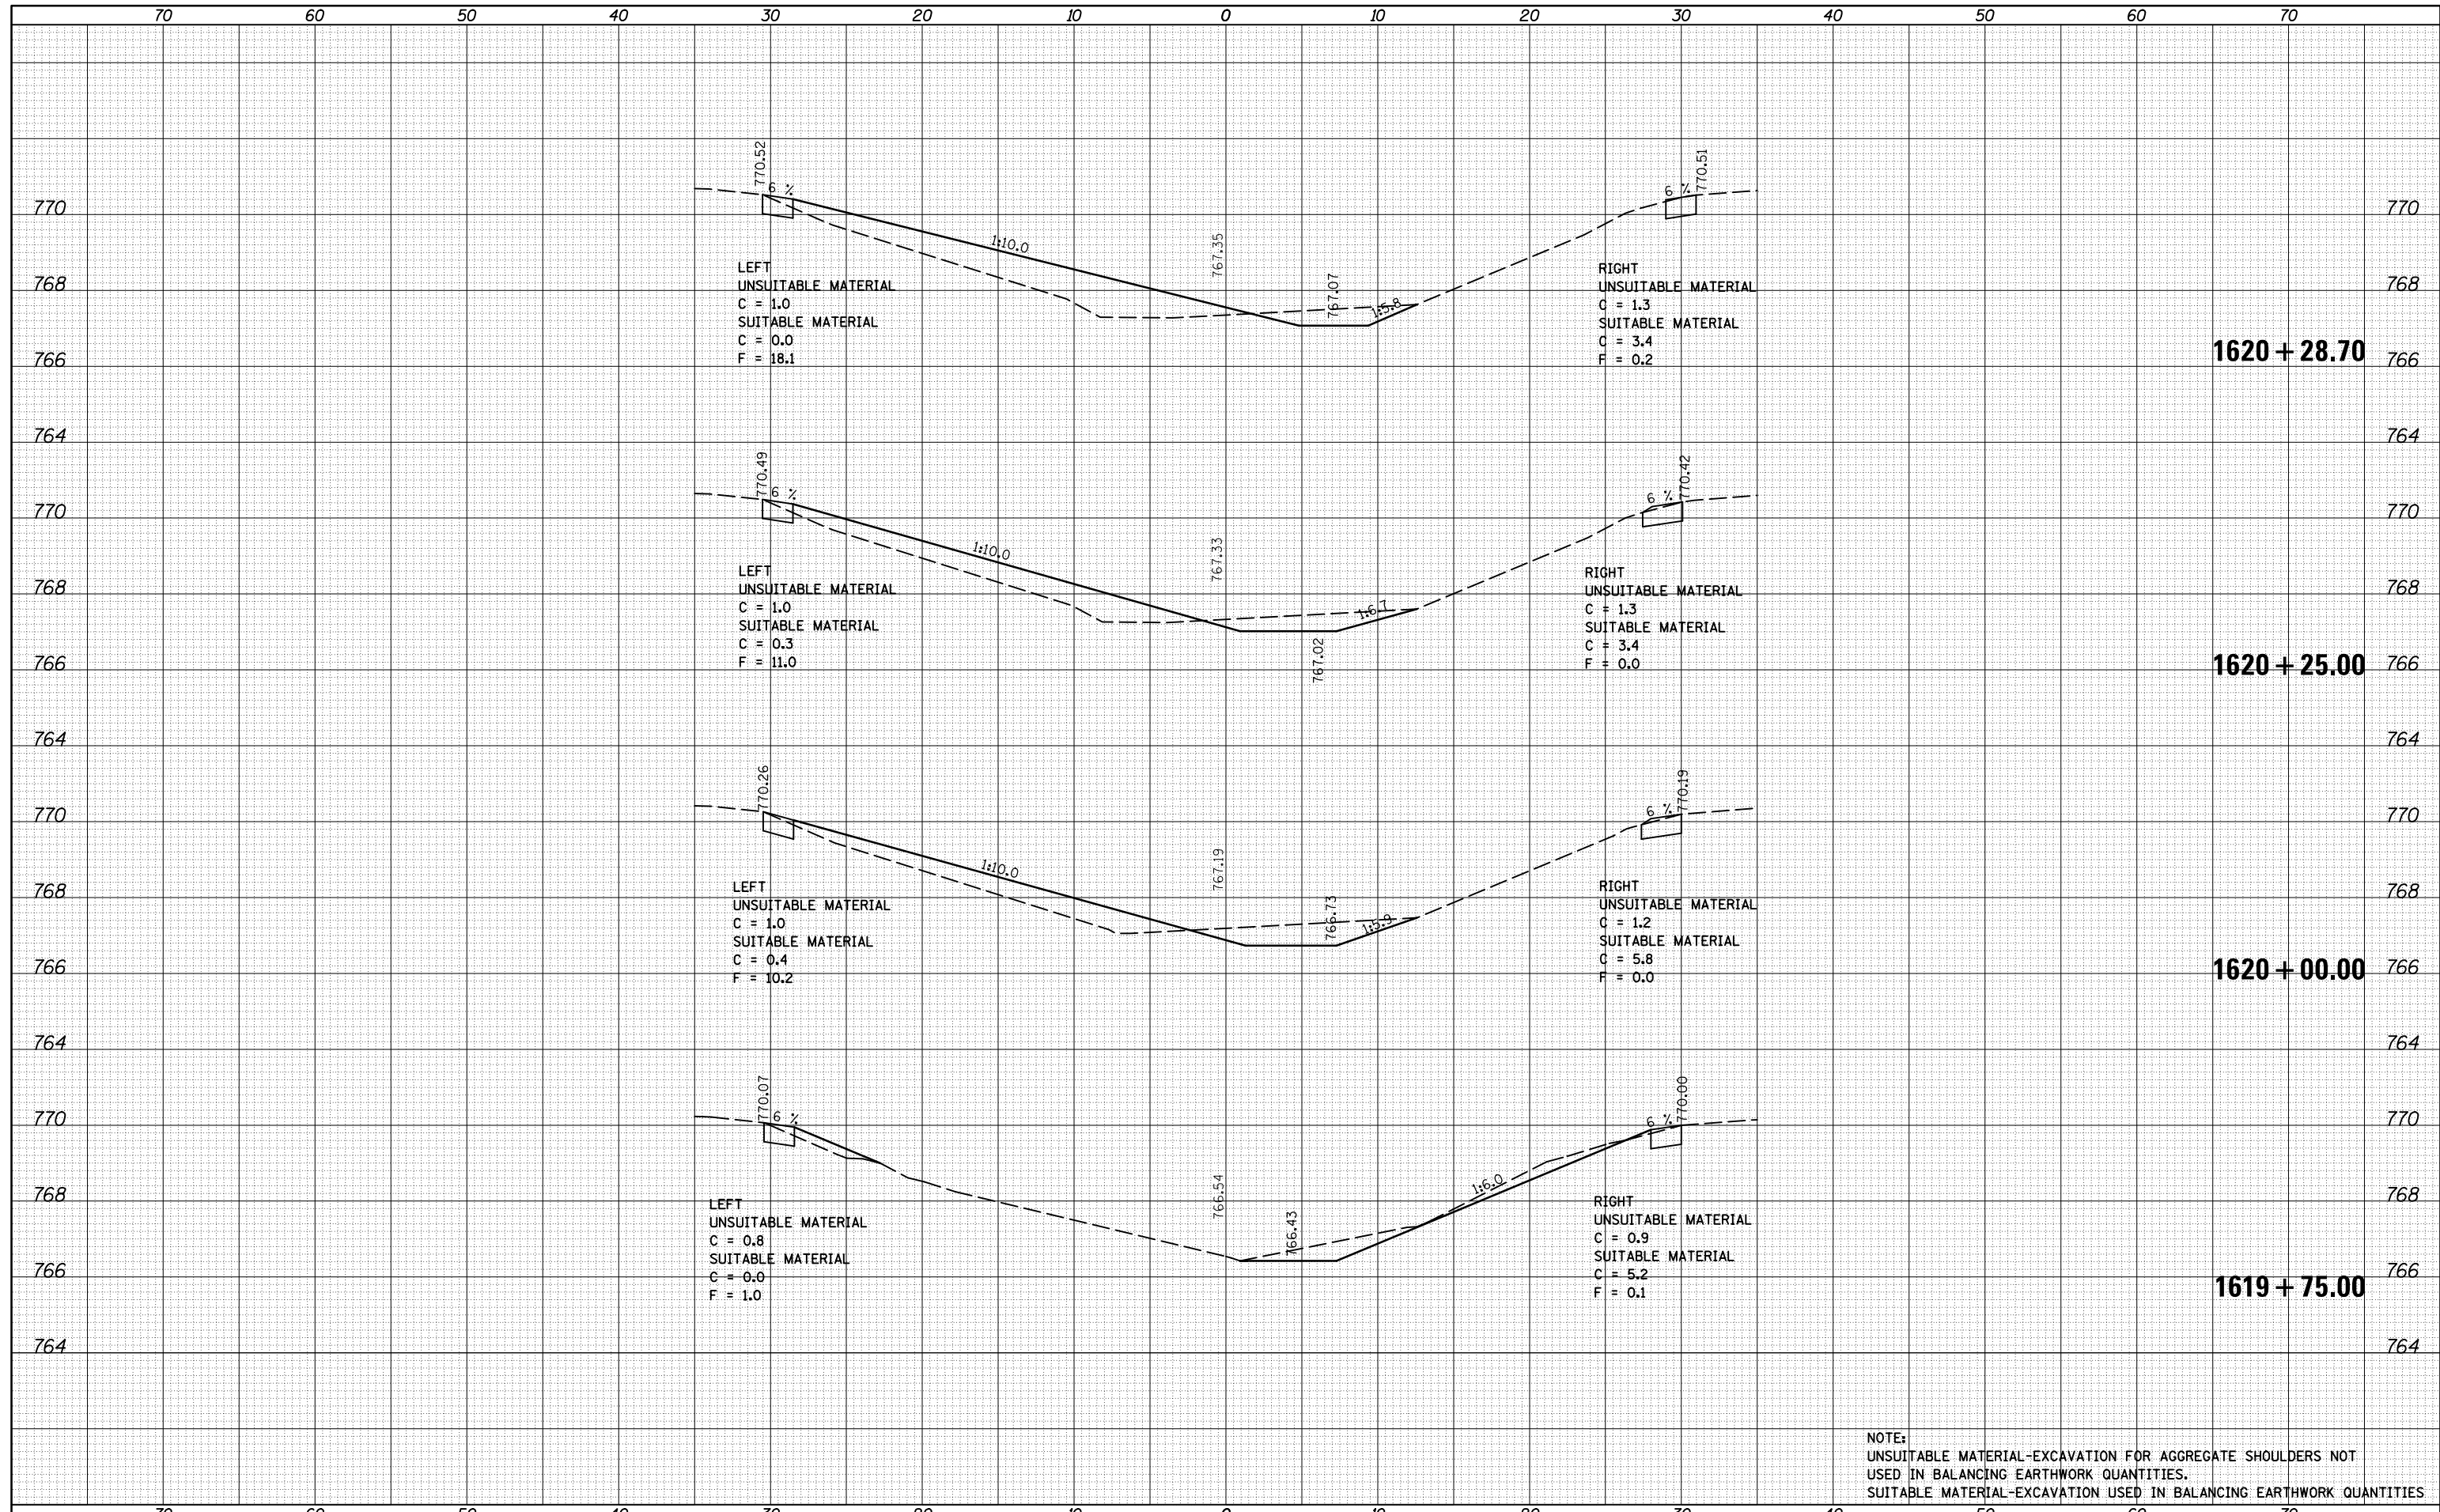 70 60 50 40 30 20 10 0 10 20 30 40 50 60 70
770.52
6 %
6 %
770.51
770 770
1:10.0
767.35
767.07
1:5.8
LEFT
UNSUITABLE MATERIAL
C = 1.0
SUITABLE MATERIAL
C = 0.0
F = 18.1
RIGHT
UNSUITABLE MATERIAL
C = 1.3
SUITABLE MATERIAL
C = 3.4
F = 0.2
768 768
1620 + 28.70
766 766
764 764
770.49
6 %
6 %
770.42
770 770
1:10.0
767.33
767.02
1:6.7
LEFT
UNSUITABLE MATERIAL
C = 1.0
SUITABLE MATERIAL
C = 0.3
F = 11.0
RIGHT
UNSUITABLE MATERIAL
C = 1.3
SUITABLE MATERIAL
C = 3.4
F = 0.0
768 768
1620 + 25.00
766 766
764 764
770.26
6 %
770.19
770 770
1:10.0
767.19
766.73
1:5.9
LEFT
UNSUITABLE MATERIAL
C = 1.0
SUITABLE MATERIAL
C = 0.4
F = 10.2
RIGHT
UNSUITABLE MATERIAL
C = 1.2
SUITABLE MATERIAL
C = 5.8
F = 0.0
768 768
1620 + 00.00
766 766
764 764
770.07
6 %
6 %
770.00
770 770
766.54
766.43
1:6.0
LEFT
UNSUITABLE MATERIAL
C = 0.8
SUITABLE MATERIAL
C = 0.0
F = 1.0
RIGHT
UNSUITABLE MATERIAL
C = 0.9
SUITABLE MATERIAL
C = 5.2
F = 0.1
768 768
1619 + 75.00
766 766
764 764
NOTE:
UNSUITABLE MATERIAL-EXCAVATION FOR AGGREGATE SHOULDERS NOT
USED IN BALANCING EARTHWORK QUANTITIES.
SUITABLE MATERIAL-EXCAVATION USED IN BALANCING EARTHWORK QUANTITIES